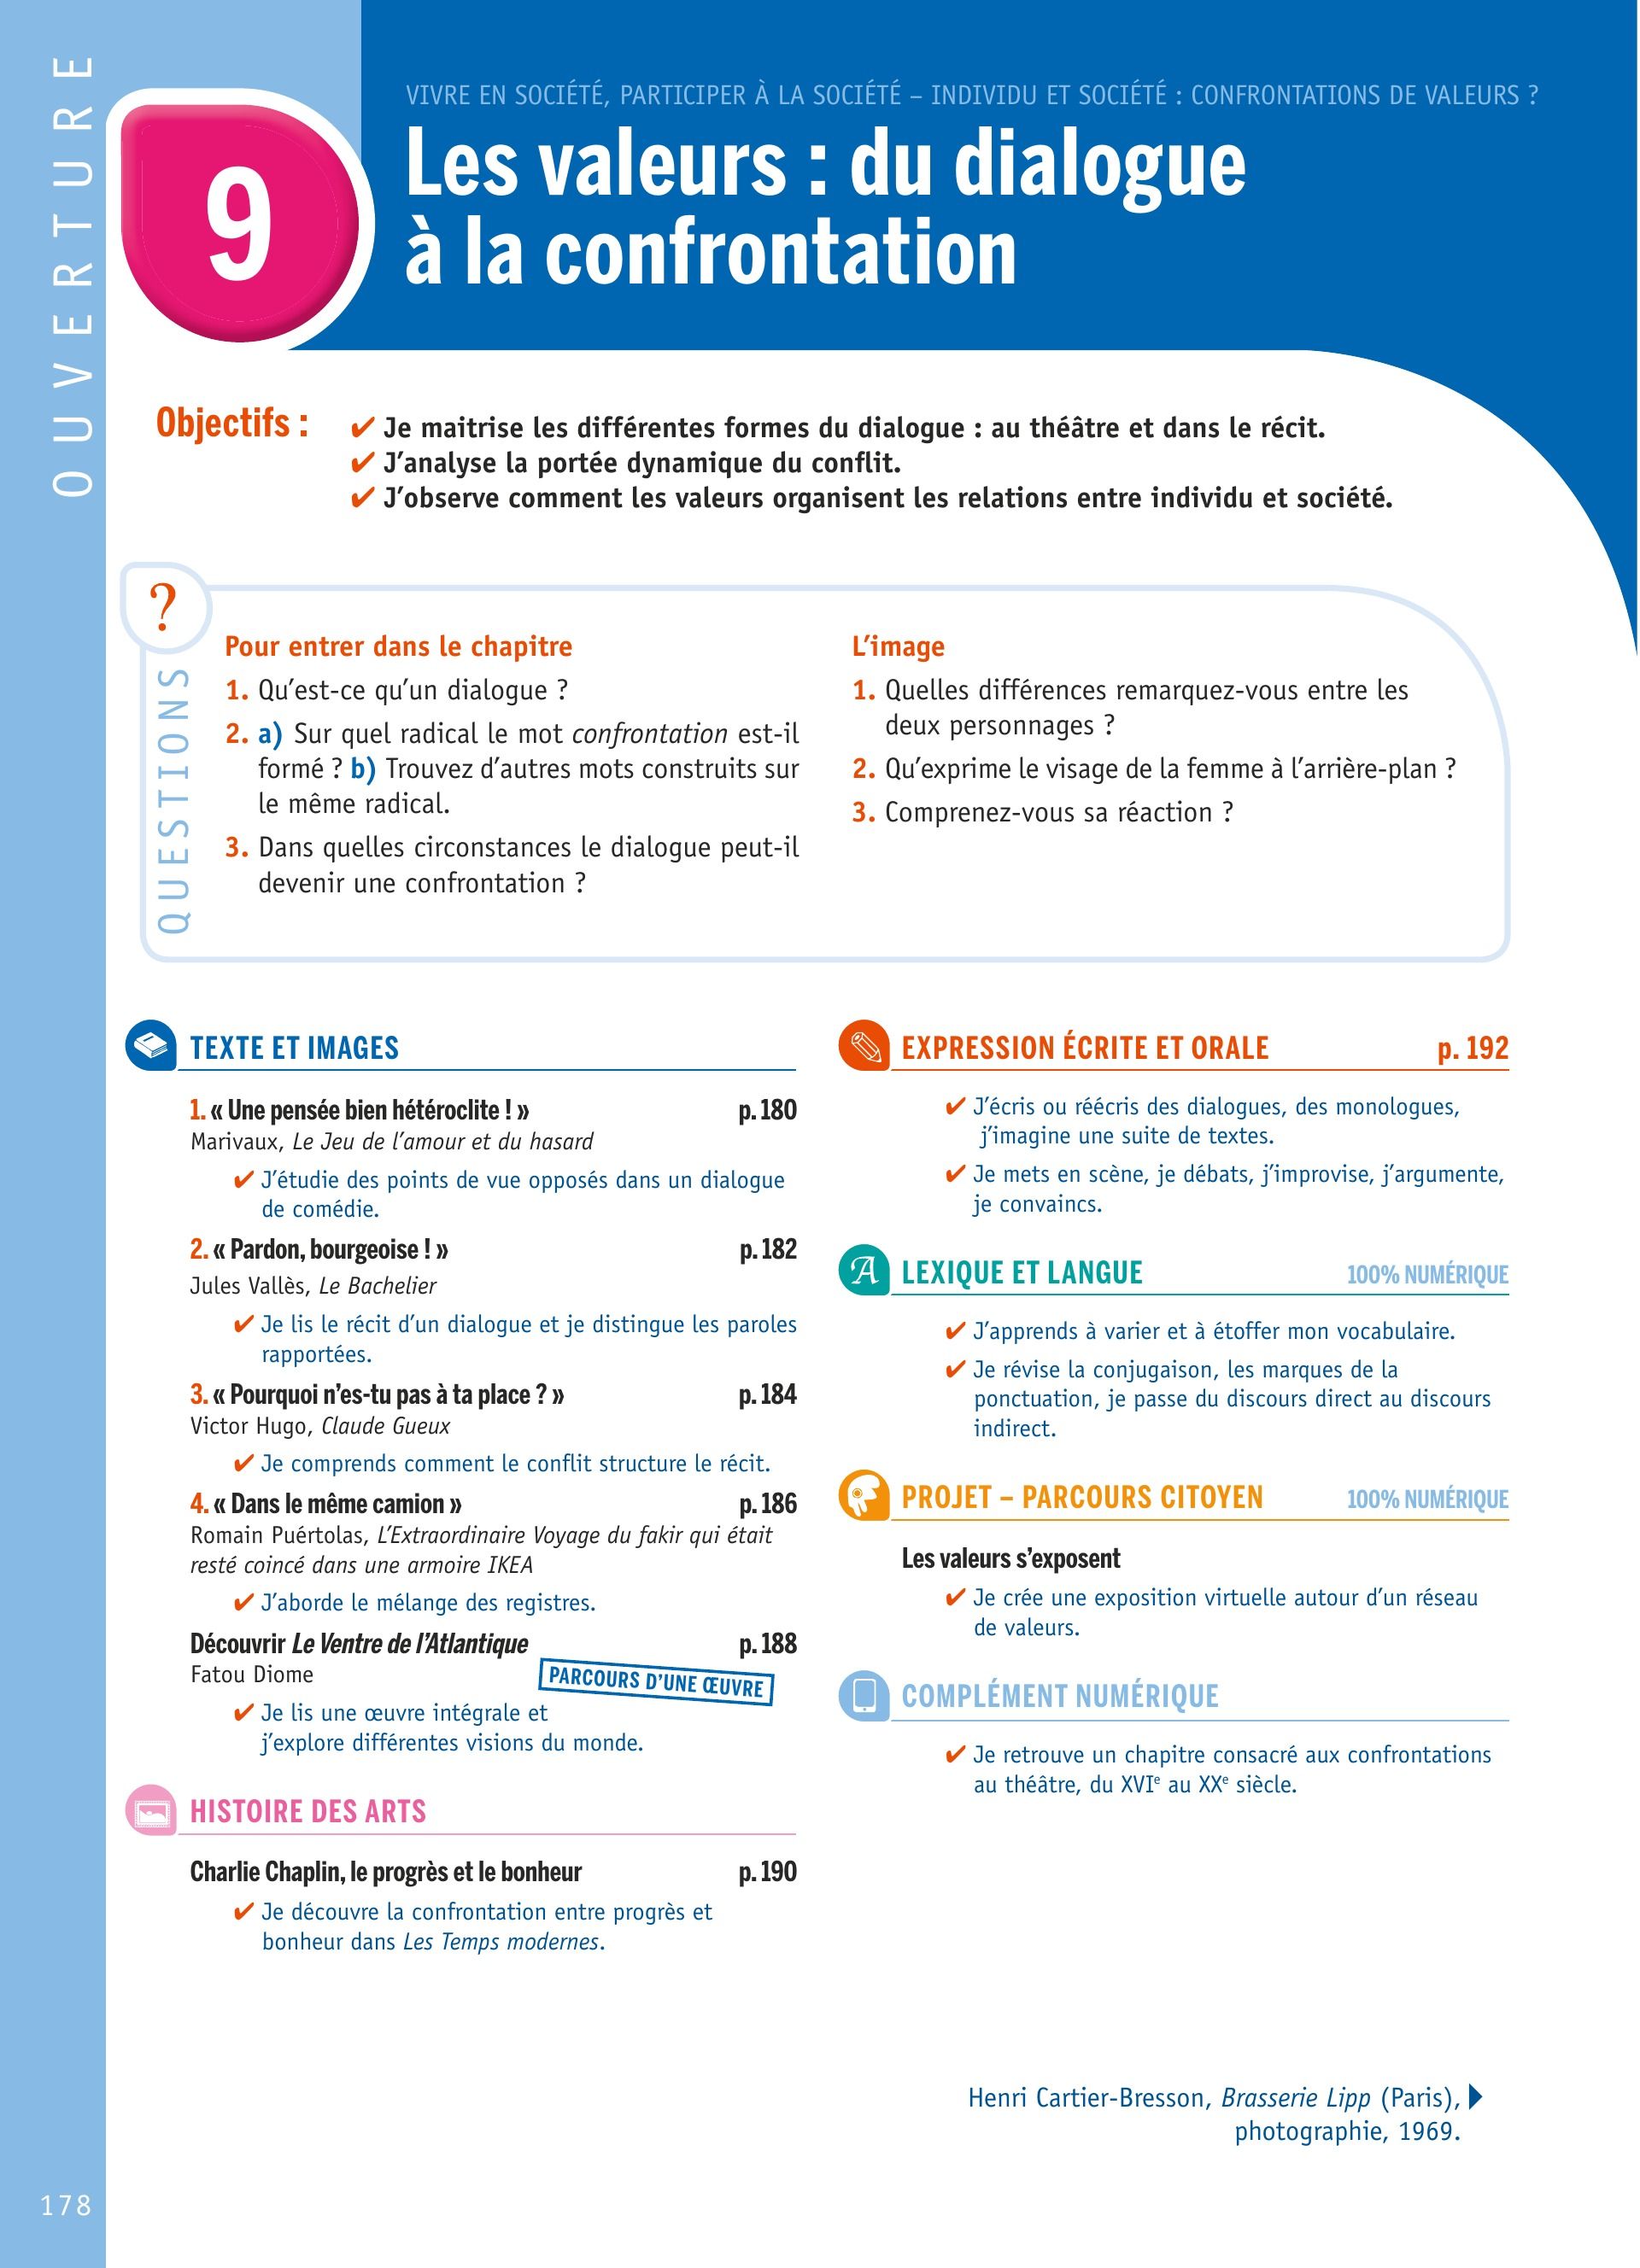 OUVERTURE
9
VIVRE EN SOCIÉTÉ, PARTICIPER À LA SOCIÉTÉ – INDIVIDU ET SOCIÉTÉ : CONFRONTATIONS DE VALEURS ?
Les valeurs : du dialogue
à la confrontation
Objectifs :
✔ Je maitrise les différentes formes du dialogue : au théâtre et dans le récit.
✔ J’analyse la portée dynamique du conflit.
✔ J’observe comment les valeurs organisent les relations entre individu et société.
?
QUESTIONS
Pour entrer dans le chapitre
1. Qu’est-ce qu’un dialogue ?
2. a) Sur quel radical le mot confrontation est-il
formé ? b) Trouvez d’autres mots construits sur
le même radical.
3. Dans quelles circonstances le dialogue peut-il
devenir une confrontation ?
L’image
1. Quelles différences remarquez-vous entre les
deux personnages ?
2. Qu’exprime le visage de la femme à l’arrière-plan ?
3. Comprenez-vous sa réaction ?
TEXTE ET IMAGES
1. « Une pensée bien hétéroclite ! » p. 180
Marivaux, Le Jeu de l’amour et du hasard
✔ J’étudie des points de vue opposés dans un dialogue
de comédie.
2. « Pardon, bourgeoise ! » p. 182
Jules Vallès, Le Bachelier
✔ Je lis le récit d’un dialogue et je distingue les paroles
rapportées.
3. « Pourquoi n’es-tu pas à ta place ? » p. 184
Victor Hugo, Claude Gueux
✔ Je comprends comment le conflit structure le récit.
4. « Dans le même camion » p. 186
Romain Puértolas, L’Extraordinaire Voyage du fakir qui était
resté coincé dans une armoire IKEA
✔ J’aborde le mélange des registres.
Découvrir Le Ventre de l’Atlantique p. 188
Fatou Diome
PARCOURS D’UNE ŒUVRE
✔ Je lis une œuvre intégrale et
j’explore différentes visions du monde.
HISTOIRE DES ARTS
Charlie Chaplin, le progrès et le bonheur p. 190
✔ Je découvre la confrontation entre progrès et
bonheur dans Les Temps modernes.
EXPRESSION ÉCRITE ET ORALE p. 192
✔ J’écris ou réécris des dialogues, des monologues,
j’imagine une suite de textes.
✔ Je mets en scène, je débats, j’improvise, j’argumente,
je convaincs.
A LEXIQUE ET LANGUE 100% NUMÉRIQUE
✔ J’apprends à varier et à étoffer mon vocabulaire.
✔ Je révise la conjugaison, les marques de la
ponctuation, je passe du discours direct au discours
indirect.
PROJET – PARCOURS CITOYEN 100% NUMÉRIQUE
Les valeurs s’exposent
✔ Je crée une exposition virtuelle autour d’un réseau
de valeurs.
COMPLÉMENT NUMÉRIQUE
✔ Je retrouve un chapitre consacré aux confrontations
au théâtre, du XVIe au XXe siècle.
Henri Cartier-Bresson, Brasserie Lipp (Paris),
photographie, 1969.
178